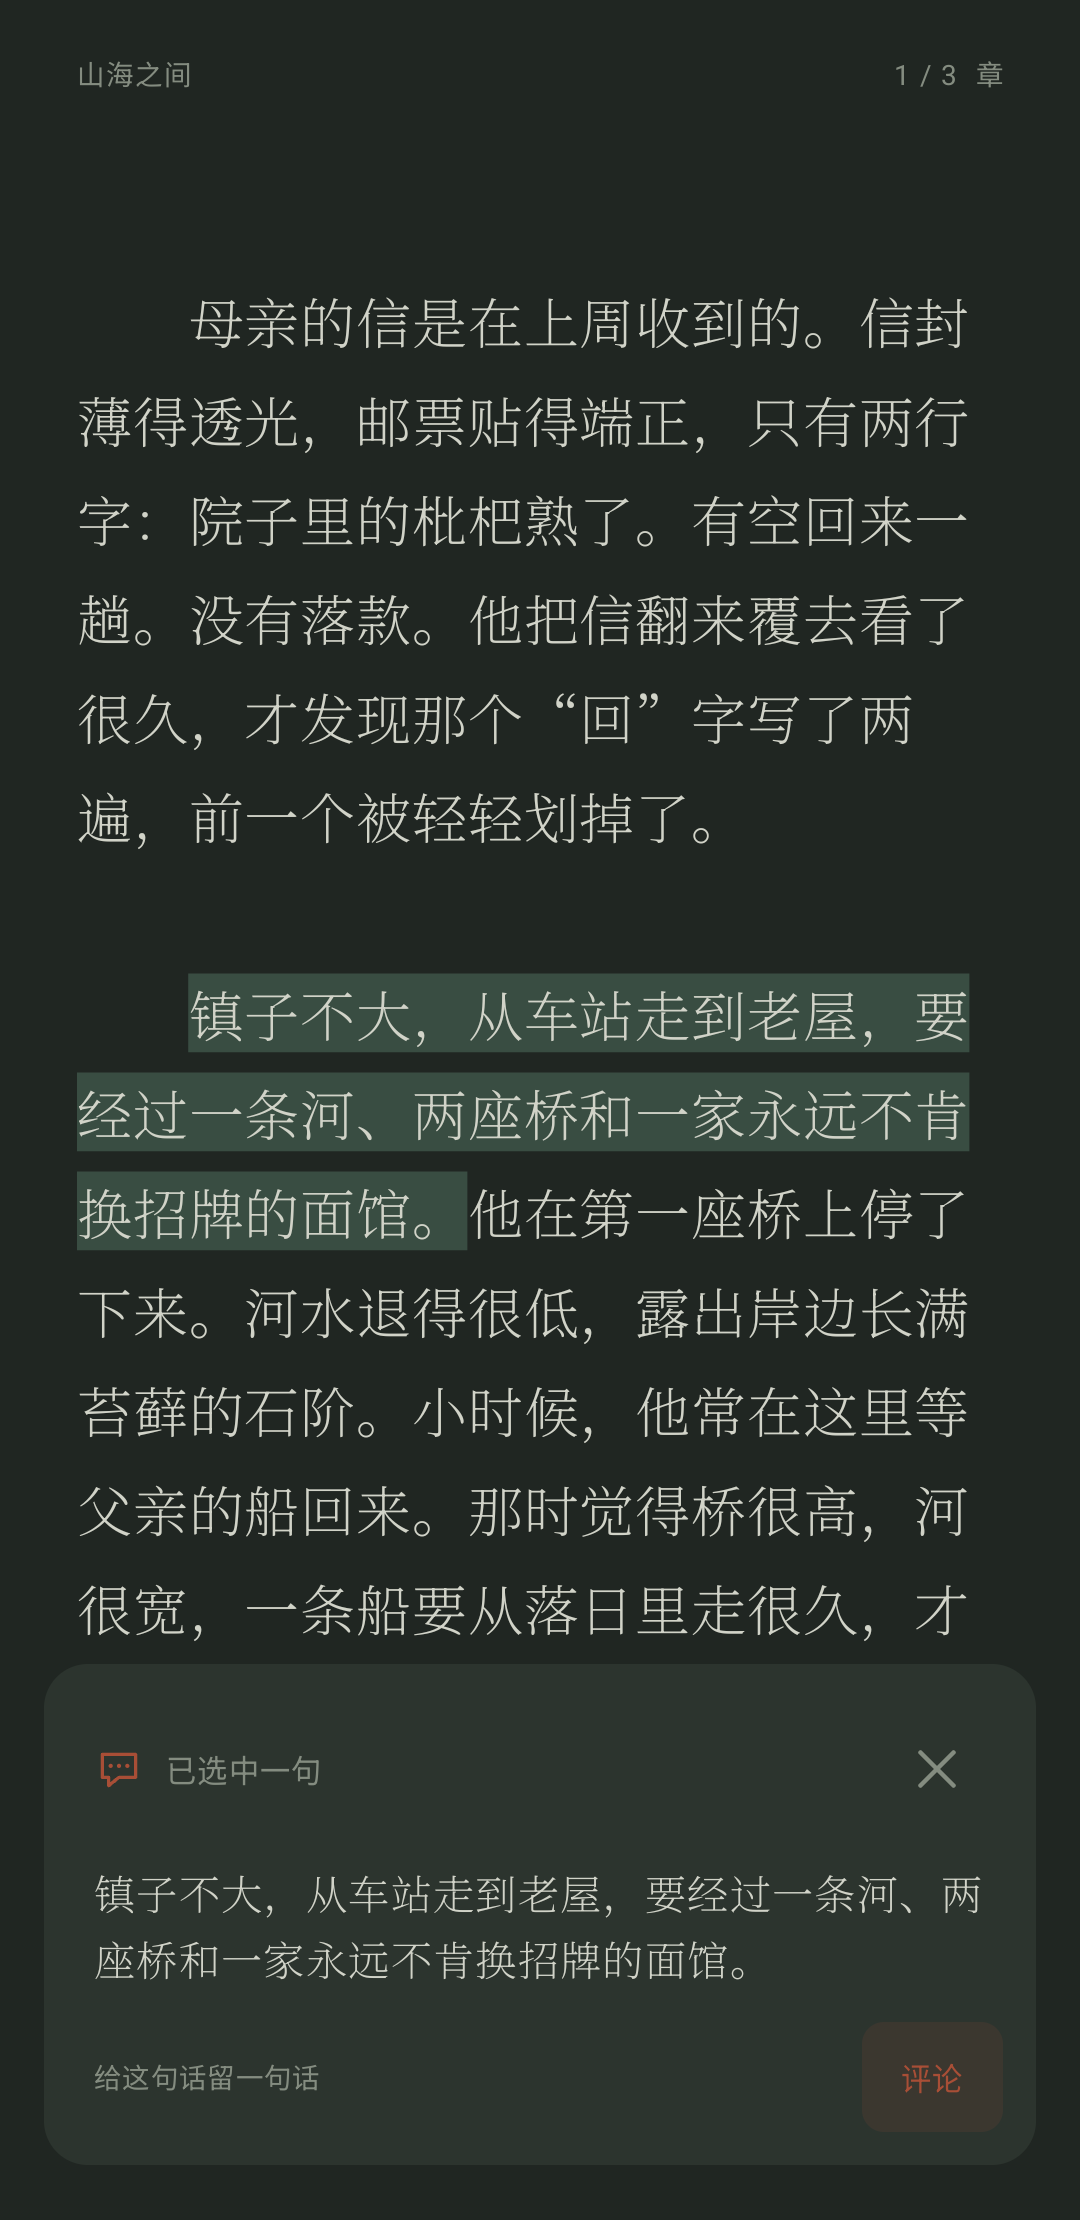 山海之间
1 / 3 章
母亲的信是在上周收到的。信封
薄得透光，邮票贴得端正，只有两行
字：院子里的枇杷熟了。有空回来一
趟。没有落款。他把信翻来覆去看了
很久，才发现那个“回”字写了两
遍，前一个被轻轻划掉了。
镇子不大，从车站走到老屋，要
经过一条河、两座桥和一家永远不肯
换招牌的面馆。他在第一座桥上停了
下来。河水退得很低，露出岸边长满
苔藓的石阶。小时候，他常在这里等
父亲的船回来。那时觉得桥很高，河
很宽，一条船要从落日里走很久，才
已选中一句
镇子不大，从车站走到老屋，要经过一条河、两
座桥和一家永远不肯换招牌的面馆。
给这句话留一句话
评论